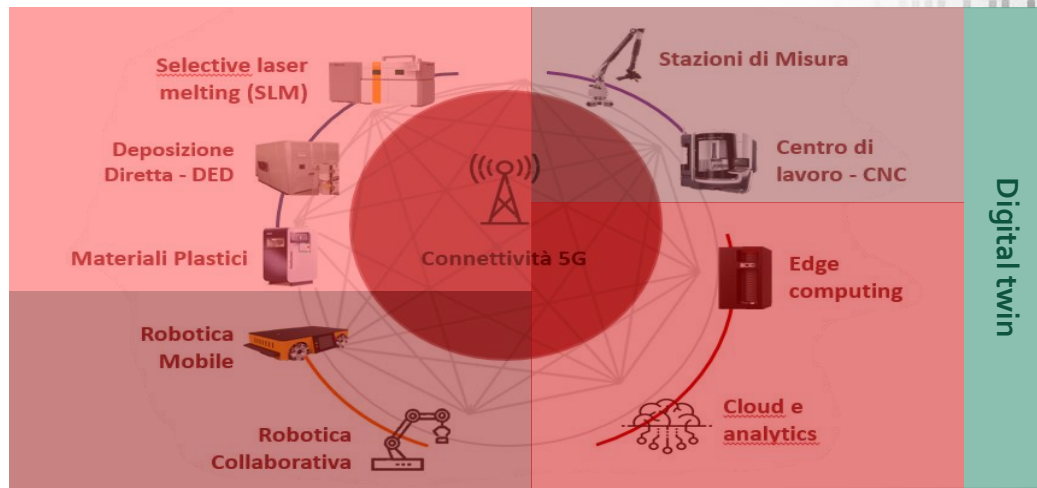 Selective laser
melting (SLM)
Deposizione
Diretta - DED
Materiali Plastici
Robotica
Mobile
Robotica
Collaborativa
Connettività 5G
Stazioni di Misura
Centro di
lavoro - CNC
Edge
computing
Cloud e
analytics
Digital twin